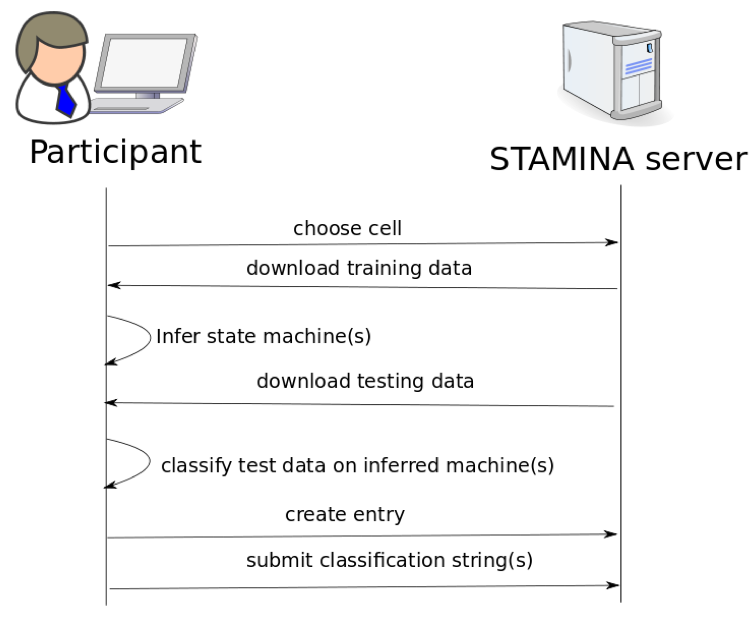 Participant
STAMINA server
choose cell
download training data
Infer state machine(s)
download testing data
classify test data on inferred machine(s)
create entry
submit classification string(s)